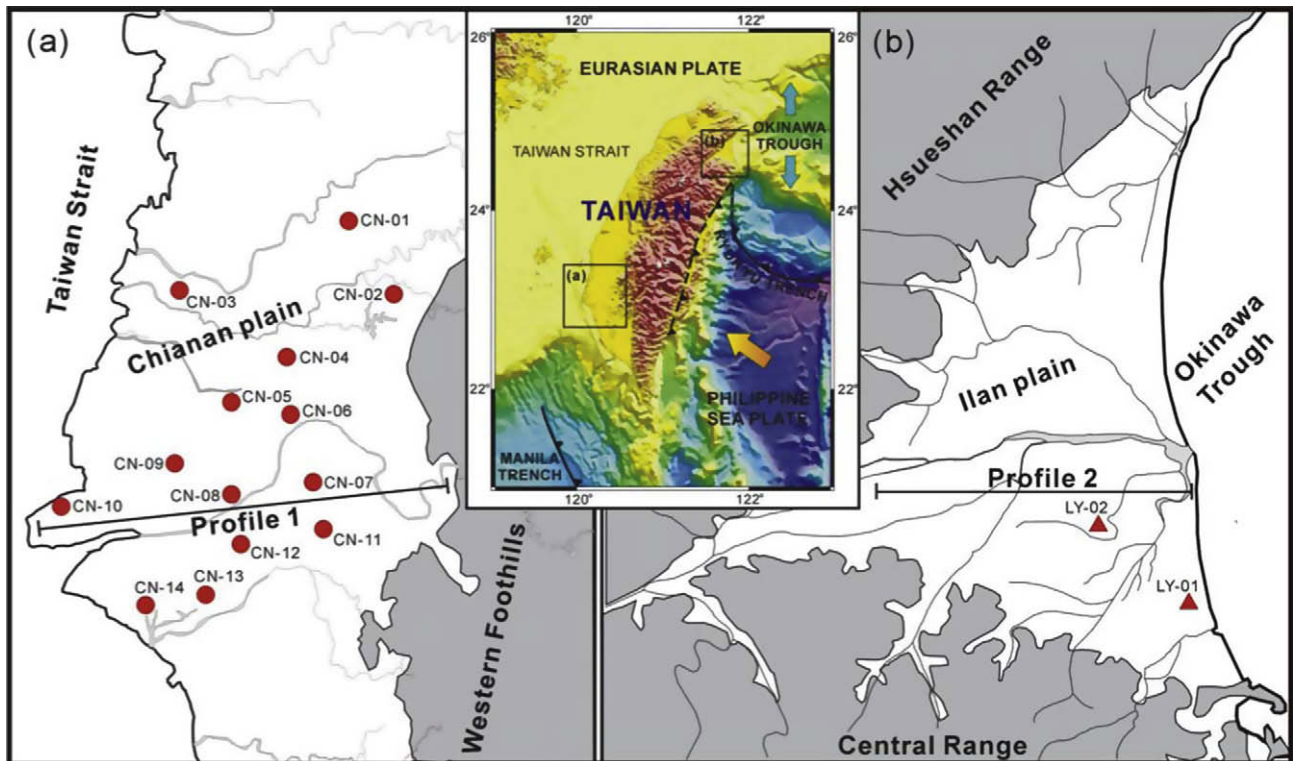 (a)
Taiwan Strait
Chianan plain
CN-01
CN-02
CN-03
CN-04
CN-05
CN-06
CN-09
CN-07
CN-08
CN-10
Profile 1
CN-11
CN-12
CN-13
CN-14
Western Foothills
120°
122°
26°
EURASIAN PLATE
OKINAWA
TROUGH
TAIWAN STRAIT
(b)
24°
TAIWAN
(a)
TRENCH
22°
PHILIPPINE
SEA PLATE
MANILA
TRENCH
120°
122°
(b)
Hsueshan Range
Okinawa
Trough
Ilan plain
Profile 2
LY-02
LY-01
Central Range